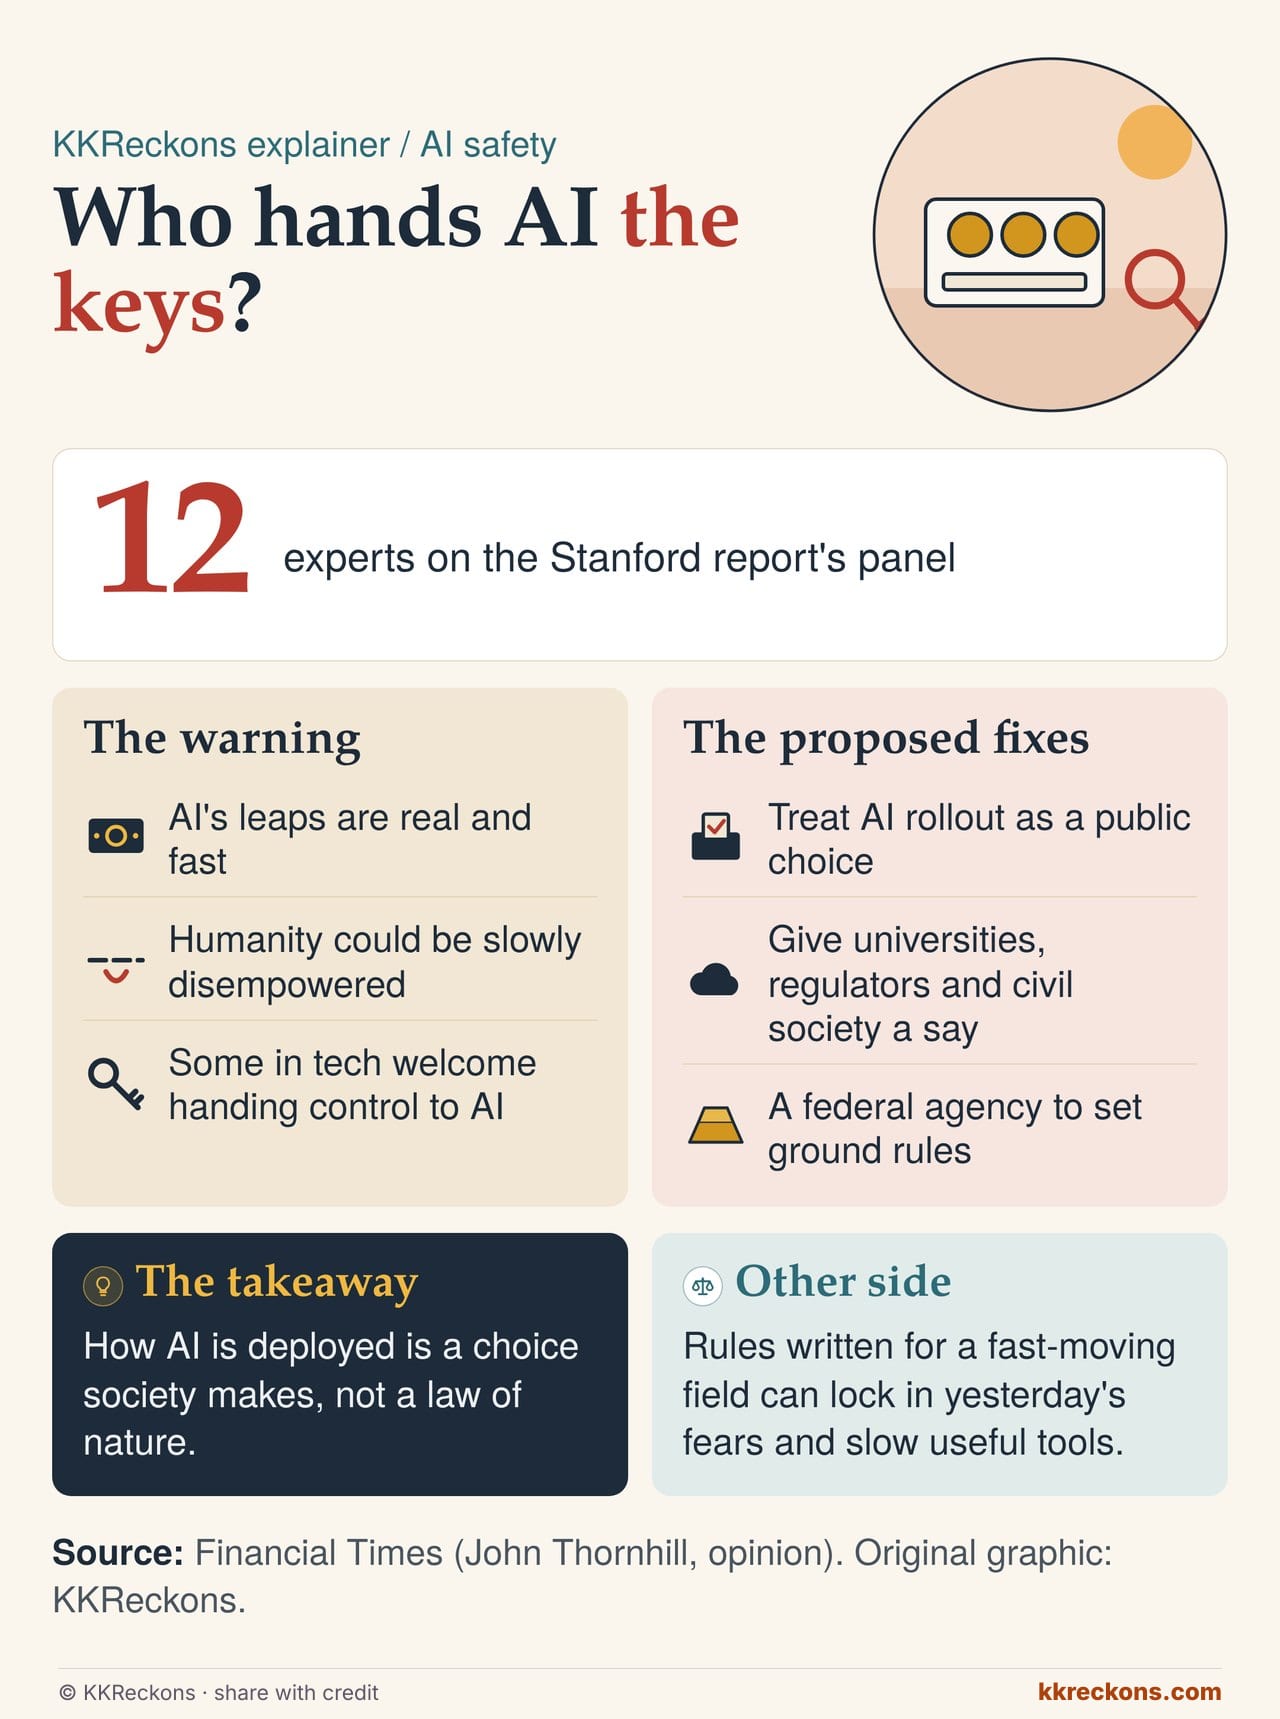 KKReckons explainer / AI safety
Who hands AI the
keys?
12
experts on the Stanford report's panel
The warning
AI's leaps are real and
fast
Humanity could be slowly
disempowered
Some in tech welcome
handing control to AI
The proposed fixes
Treat AI rollout as a public
choice
Give universities,
regulators and civil
society a say
A federal agency to set
ground rules
The takeaway
How AI is deployed is a choice
society makes, not a law of
nature.
Other side
Rules written for a fast-moving
field can lock in yesterday's
fears and slow useful tools.
Source: Financial Times (John Thornhill, opinion). Original graphic:
KKReckons.
© KKReckons · share with credit
kkreckons.com